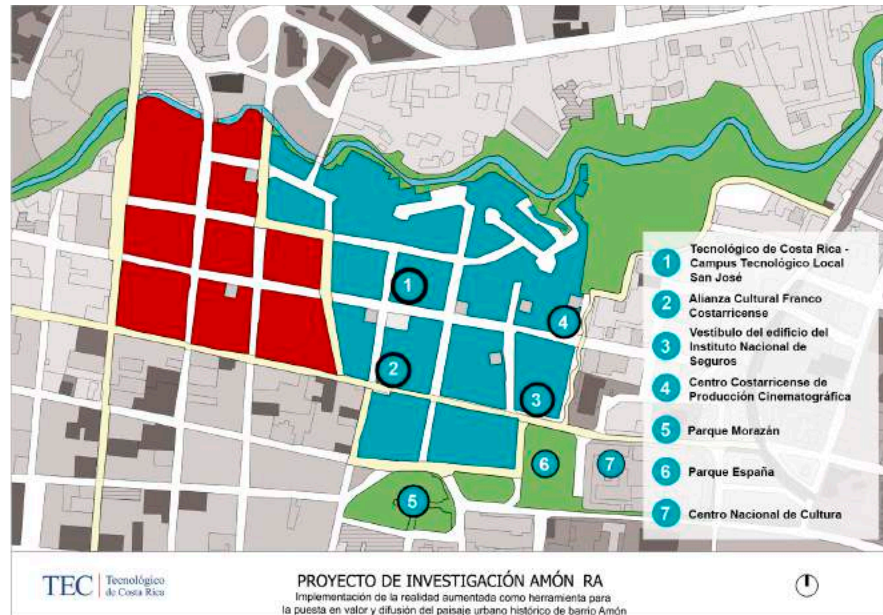 1
2
3
4
5
6
7
1 Tecnológico de Costa Rica -
Campus Tecnológico Local
San José
2 Alianza Cultural Franco
Costarricense
3 Vestíbulo del edificio del
Instituto Nacional de
Seguros
4 Centro Costarricense de
Producción Cinematográfica
5 Parque Morazán
6 Parque España
7 Centro Nacional de Cultura
TEC | Tecnológico
de Costa Rica
PROYECTO DE INVESTIGACIÓN AMÓN RA
Implementación de la realidad aumentada como herramienta para
la puesta en valor y difusión del paisaje urbano histórico de barrio Amón